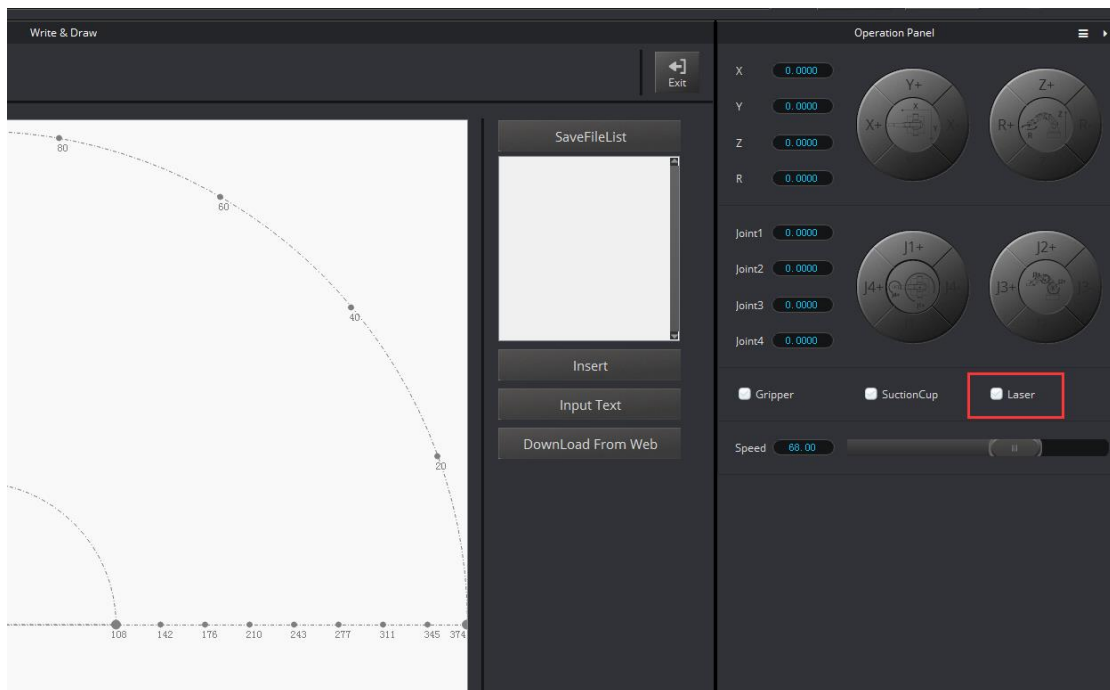 Write & Draw
Exit
80
60
40
20
108 142 176 210 243 277 311 345 374
SaveFileList
Insert
Input Text
DownLoad From Web
Operation Panel
X 0.0000
Y 0.0000
Z 0.0000
R 0.0000
Y+
X+
X-
X
Y
Z+
R+
R-
Z
R
Joint1 0.0000
Joint2 0.0000
Joint3 0.0000
Joint4 0.0000
J1+
J4+
J4-
J2+
J3+
J3-
Gripper SuctionCup Laser
Speed 68.00